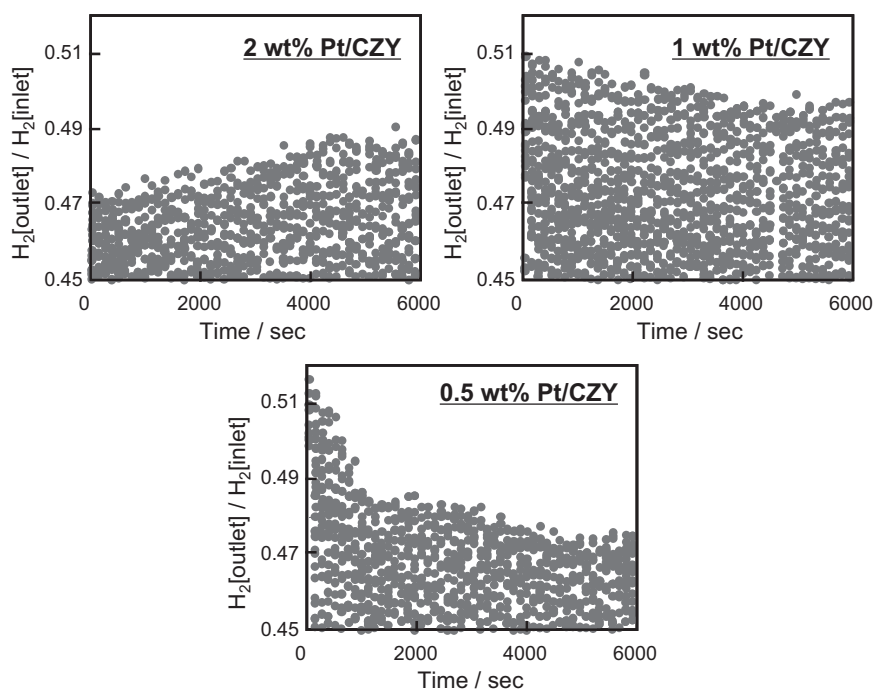 2 wt% Pt/CZY
H₂[outlet] / H₂[inlet]
0.51
0.49
0.47
0.45
0 2000 4000 6000
Time / sec
1 wt% Pt/CZY
H₂[outlet] / H₂[inlet]
0.51
0.49
0.47
0.45
0 2000 4000 6000
Time / sec
0.5 wt% Pt/CZY
H₂[outlet] / H₂[inlet]
0.51
0.49
0.47
0.45
0 2000 4000 6000
Time / sec